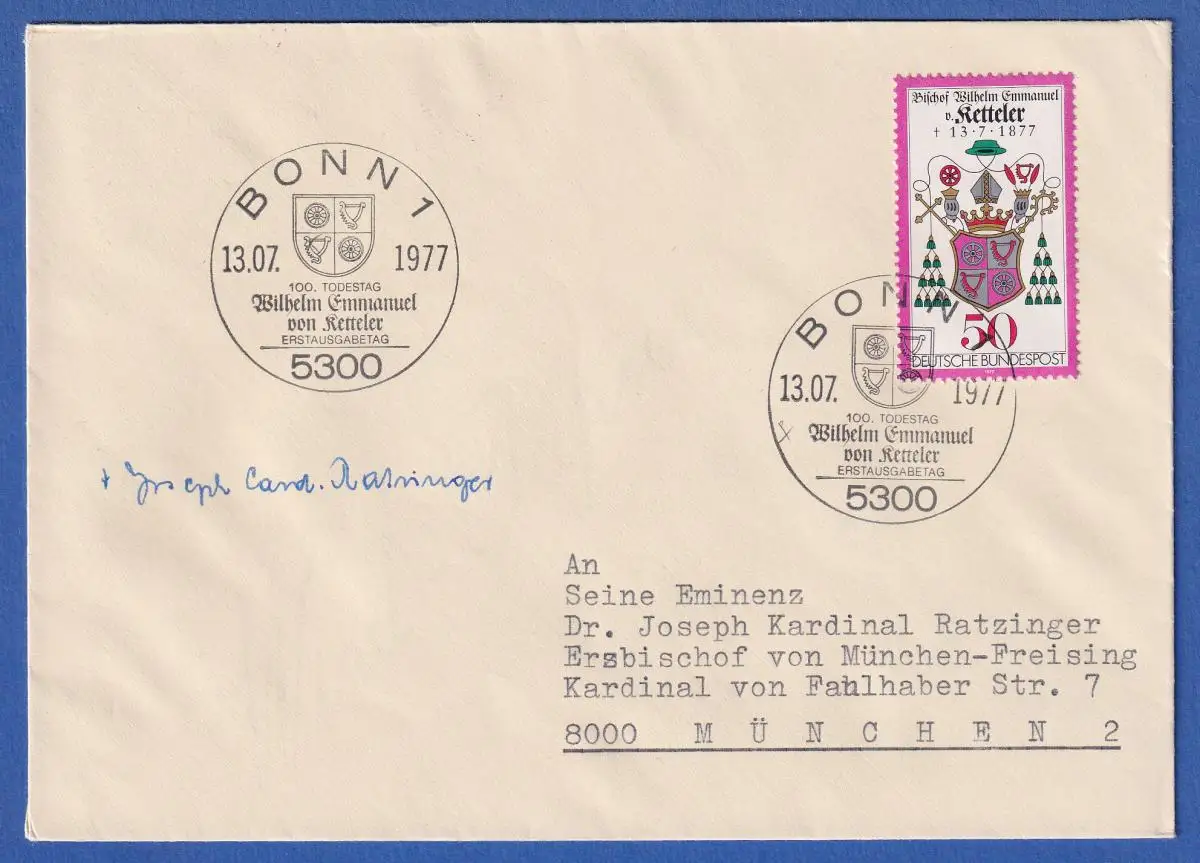 Bischof Wilhelm Emmanuel
v. Ketteler
† 13·7·1877
50
DEUTSCHE BUNDESPOST
1977
BONN 1
13.07. 1977
100. TODESTAG
Wilhelm Emmanuel
von Ketteler
ERSTAUSGABETAG
5300
BONN
13.07. 1977
100. TODESTAG
Wilhelm Emmanuel
von Ketteler
ERSTAUSGABETAG
5300
+ Joseph Card. Ratzinger
An
Seine Eminenz
Dr. Joseph Kardinal Ratzinger
Erzbischof von München-Freising
Kardinal von Faulhaber Str. 7
8000 M Ü N C H E N 2